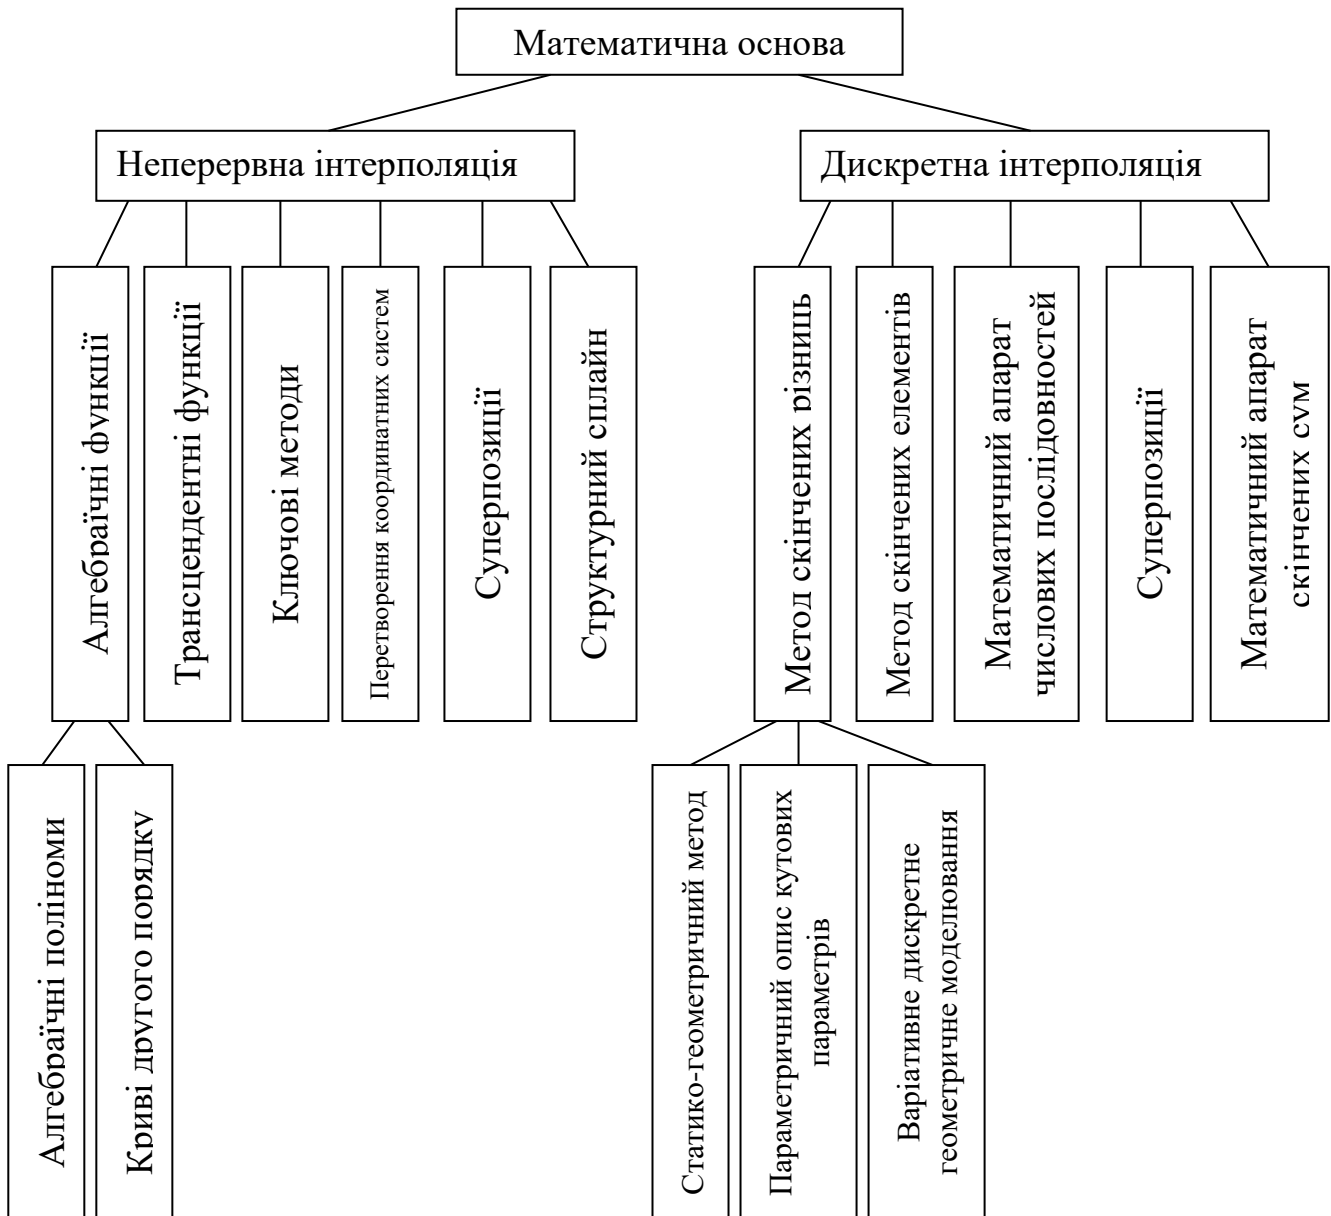 Математична основа
Неперервна інтерполяція
Дискретна інтерполяція
Алгебраїчні функції
Трансцендентні функції
Ключові методи
Перетворення координатних систем
Суперпозиції
Структурний сплайн
Метод скінчених різниць
Метод скінчених елементів
Математичний апарат
числових послідовностей
Суперпозиції
Математичний апарат
скінчених сум
Алгебраїчні поліноми
Криві другого порядку
Статико-геометричний метод
Параметричний опис кутових
параметрів
Варіативне дискретне
геометричне моделювання